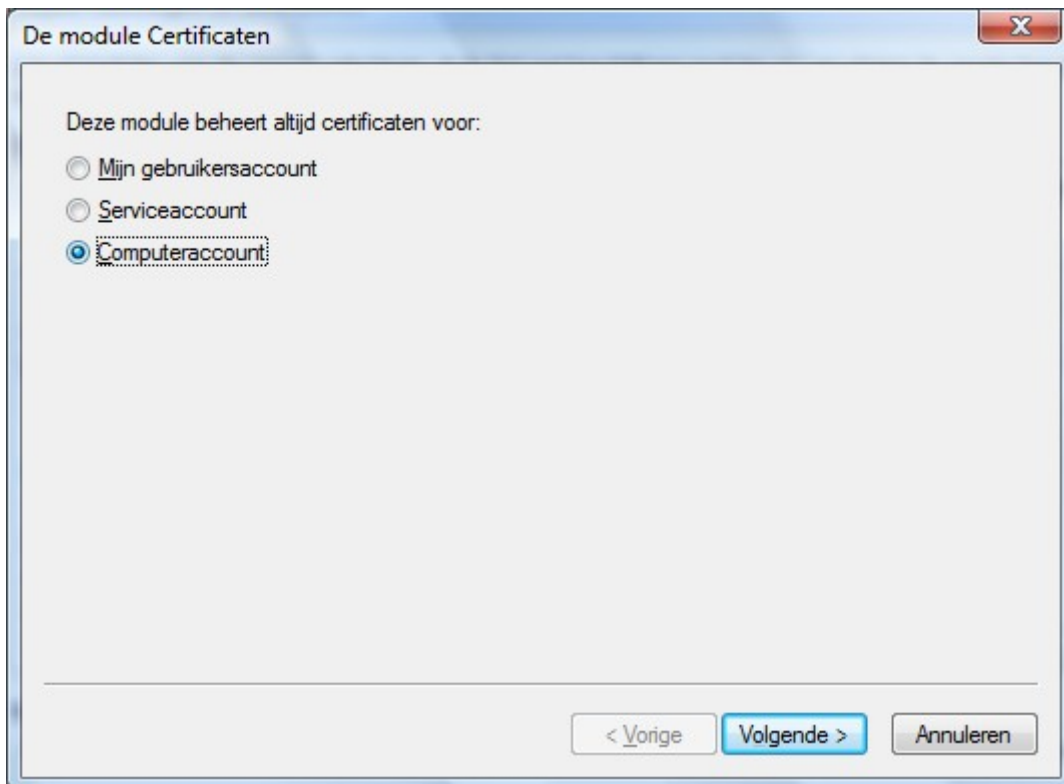 De module Certificaten
Deze module beheert altijd certificaten voor:
Mijn gebruikersaccount
Serviceaccount
Computeraccount
< Vorige
Volgende >
Annuleren